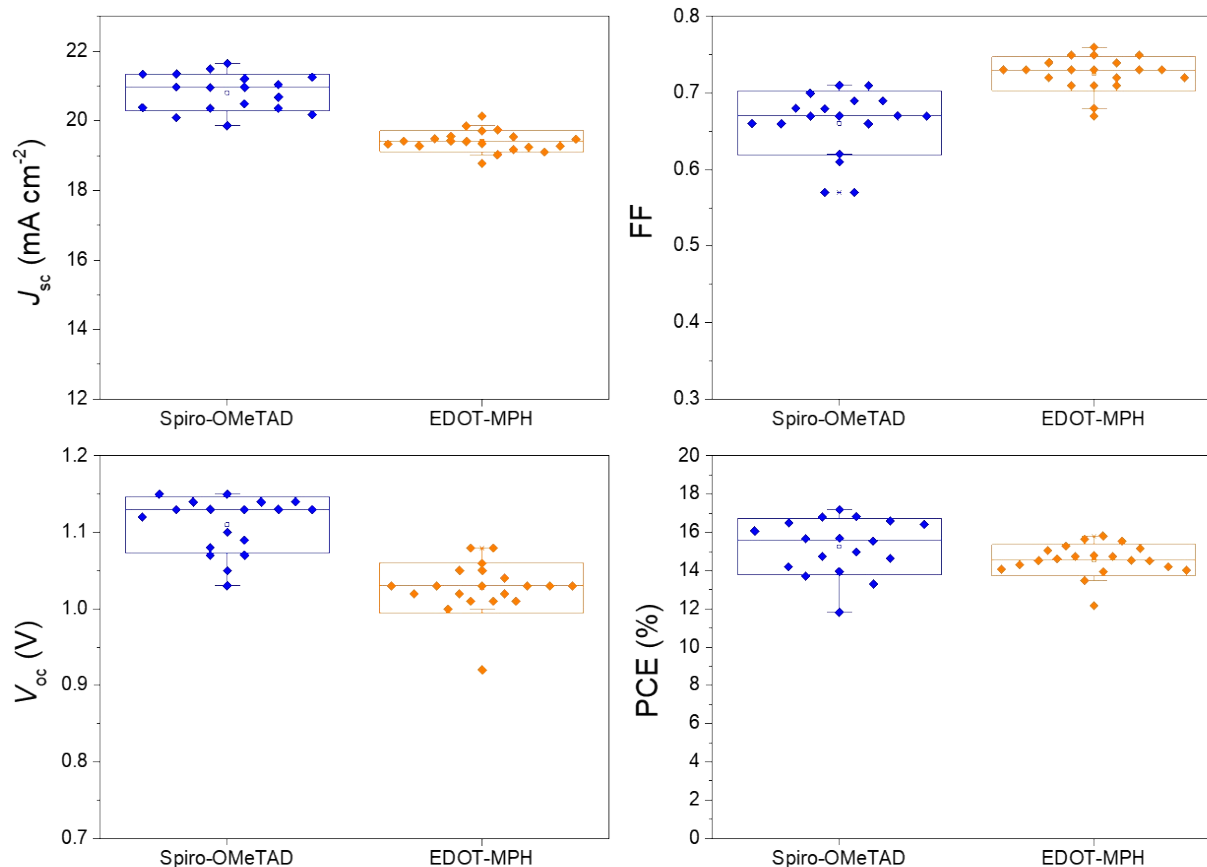 22
20
18
16
14
12
J_sc (mA cm⁻²)
Spiro-OMeTAD
EDOT-MPH
0.8
0.7
0.6
0.5
0.4
0.3
FF
Spiro-OMeTAD
EDOT-MPH
1.2
1.1
1.0
0.9
0.8
0.7
V_oc (V)
Spiro-OMeTAD
EDOT-MPH
20
18
16
14
12
10
8
6
4
2
0
PCE (%)
Spiro-OMeTAD
EDOT-MPH